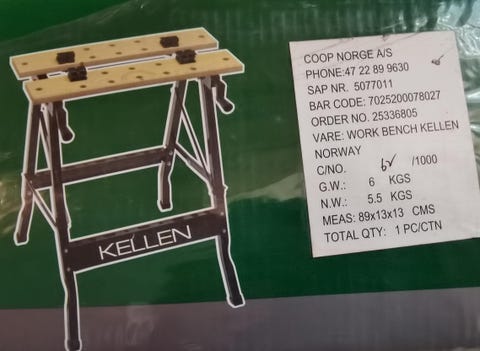 COOP NORGE A/S
PHONE:47 22 89 9630
SAP NR. 5077011
BAR CODE: 7025200078027
ORDER NO. 25336805
VARE: WORK BENCH KELLEN
NORWAY
C/NO. 62 /1000
G.W.: 6 KGS
N.W.: 5.5 KGS
MEAS: 89x13x13 CMS
TOTAL QTY: 1 PC/CTN
KELLEN